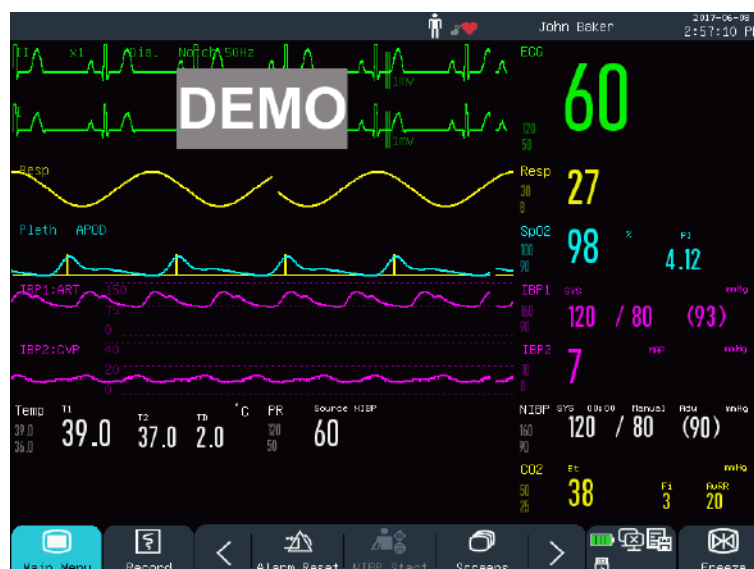 John Baker
2017-06-08
2:57:10 P
II x1 Dia. Notch 50Hz
ECG
60
DEMO
1mv
120
50
1mv
Resp
Resp
30
8
27
Pleth APOD
SpO2
100
90
98
%
PI
4.12
IBP1:ART
150
75
0
IBP1
SYS
mmHg
160
90
120 / 80 (93)
IBP2:CVP
40
20
0
IBP2
MAP
mmHg
10
0
7
Temp T1 T2 TD °C PR Source NIBP
39.0
36.0
39.0 37.0 2.0
120
50
60
NIBP SYS 00:00 Manual Adu mmHg
160
90
120 / 80 (90)
CO2 Et mmHg
50
25
38
Fi
3
AwRR
20
Main Menu
Record
Alarm Reset
NIBP Start
Screens
Freeze